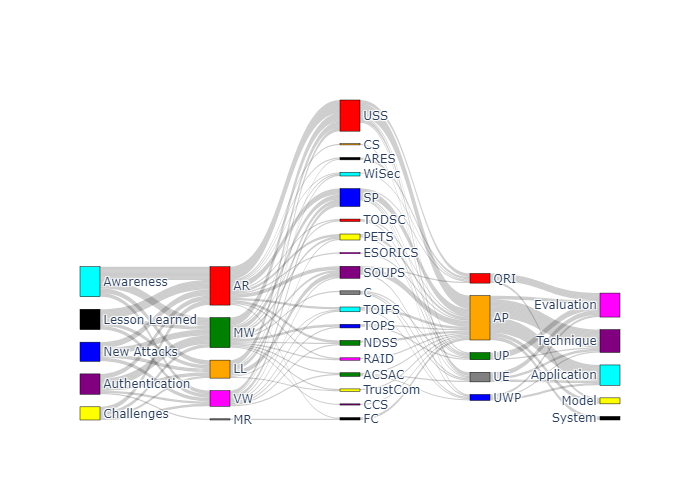 Awareness
Lesson Learned
New Attacks
Authentication
Challenges
AR
MW
LL
VW
MR
USS
CS
ARES
WiSec
SP
TODSC
PETS
ESORICS
SOUPS
C
TOIFS
TOPS
NDSS
RAID
ACSAC
TrustCom
CCS
FC
QRI
AP
UP
UE
UWP
Evaluation
Technique
Application
Model
System